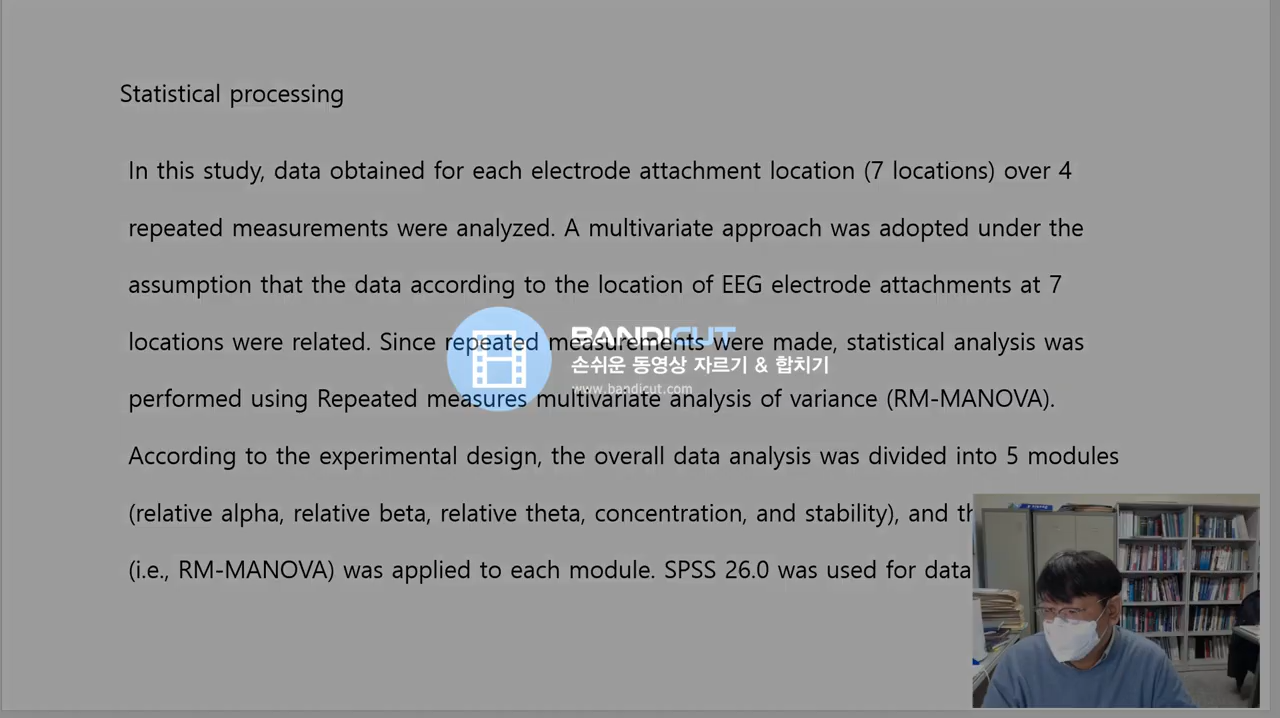 Statistical processing
In this study, data obtained for each electrode attachment location (7 locations) over 4
repeated measurements were analyzed. A multivariate approach was adopted under the
assumption that the data according to the location of EEG electrode attachments at 7
locations were related. Since repeated measurements were made, statistical analysis was
BANDICUT
손쉬운 동영상 자르기 & 합치기
www.bandicut.com
performed using Repeated measures multivariate analysis of variance (RM-MANOVA).
According to the experimental design, the overall data analysis was divided into 5 modules
(relative alpha, relative beta, relative theta, concentration, and stability), and
(i.e., RM-MANOVA) was applied to each module. SPSS 26.0 was used for data